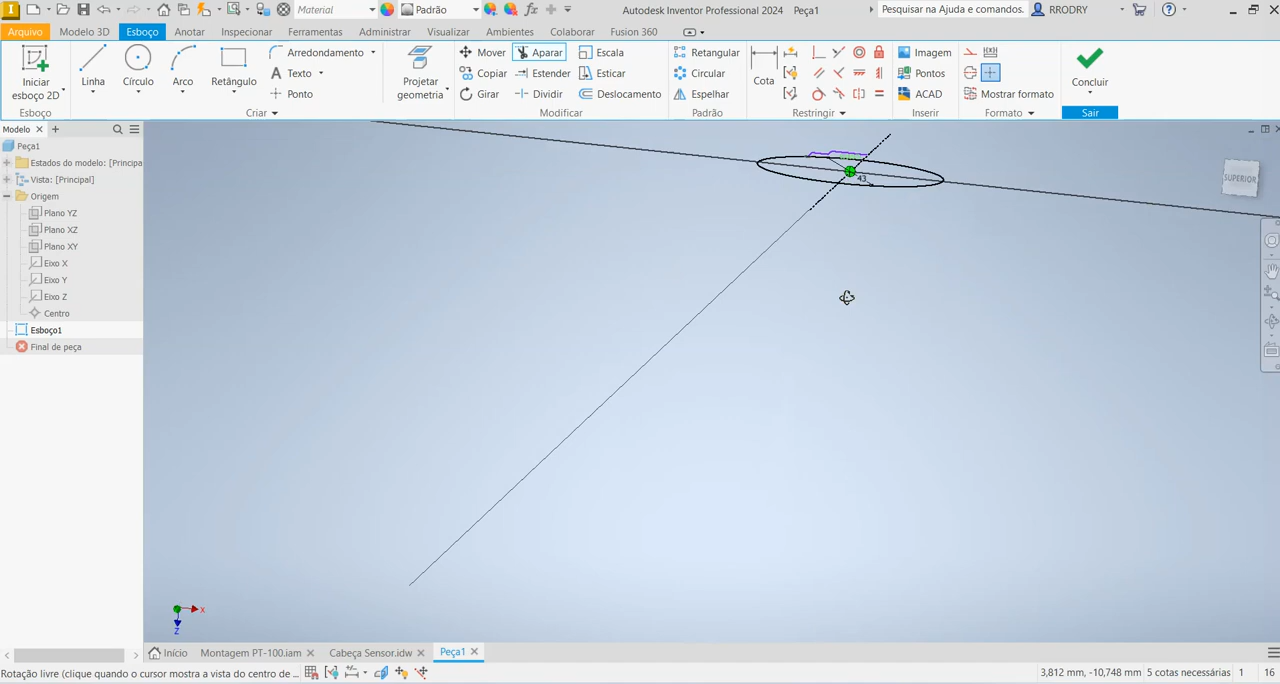 Material
Padrão
Autodesk Inventor Professional 2024
Peça1
Pesquisar na Ajuda e comandos.
RRODRY
Arquivo
Modelo 3D
Esboço
Anotar
Inspecionar
Ferramentas
Administrar
Visualizar
Ambientes
Colaborar
Fusion 360
Iniciar
esboço 2D
Linha
Círculo
Arco
Retângulo
Arredondamento
Texto
Ponto
Projetar
geometria
Mover
Copiar
Girar
Aparar
Estender
Dividir
Escala
Esticar
Deslocamento
Retangular
Circular
Espelhar
Cota
Imagem
Pontos
ACAD
Mostrar formato
Concluir
Esboço
Criar
Modificar
Padrão
Restringir
Inserir
Formato
Sair
Modelo
Peça1
Estados do modelo: [Principa
Vista: [Principal]
Origem
Plano YZ
Plano XZ
Plano XY
Eixo X
Eixo Y
Eixo Z
Centro
Esboço1
Final de peça
43
SUPERIOR
X
Z
Início
Montagem PT-100.iam
Cabeça Sensor.idw
Peça1
Rotação livre (clique quando o cursor mostra a vista do centro de ...
3,812 mm, -10,748 mm
5 cotas necessárias
1
16